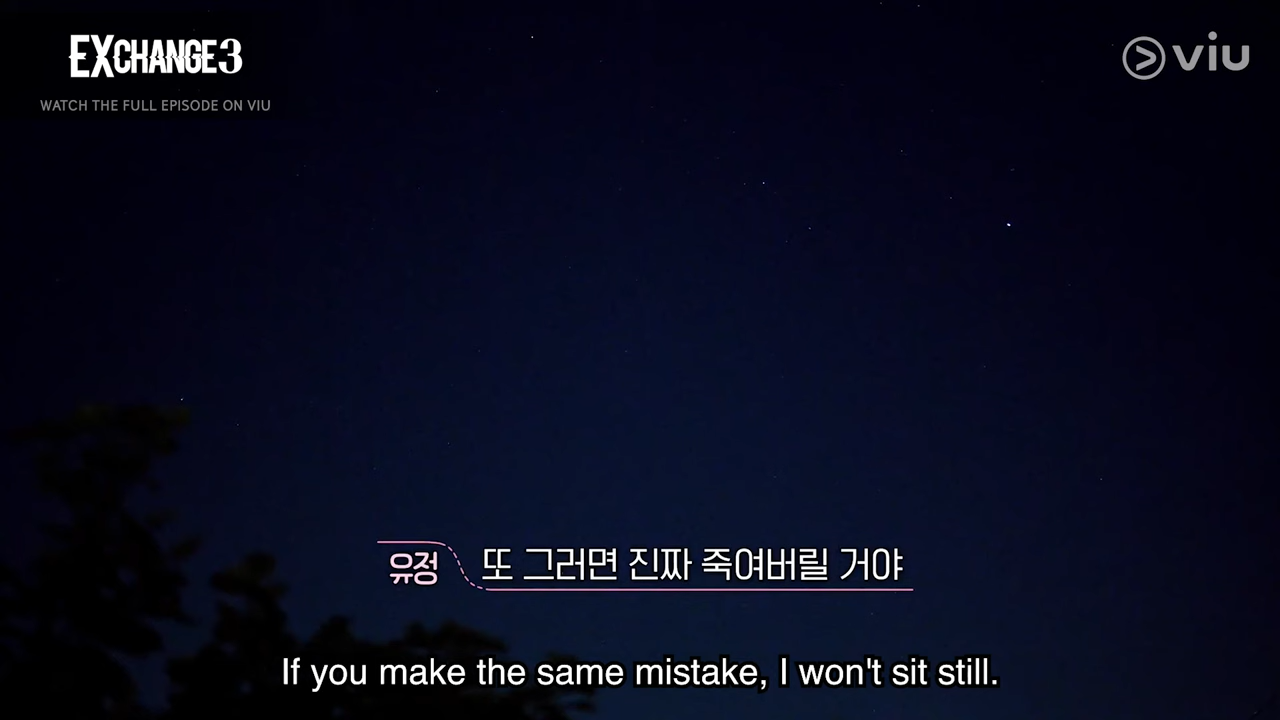 EXCHANGE3
WATCH THE FULL EPISODE ON VIU
viu
유정
또 그러면 진짜 죽여버릴 거야
If you make the same mistake, I won't sit still.